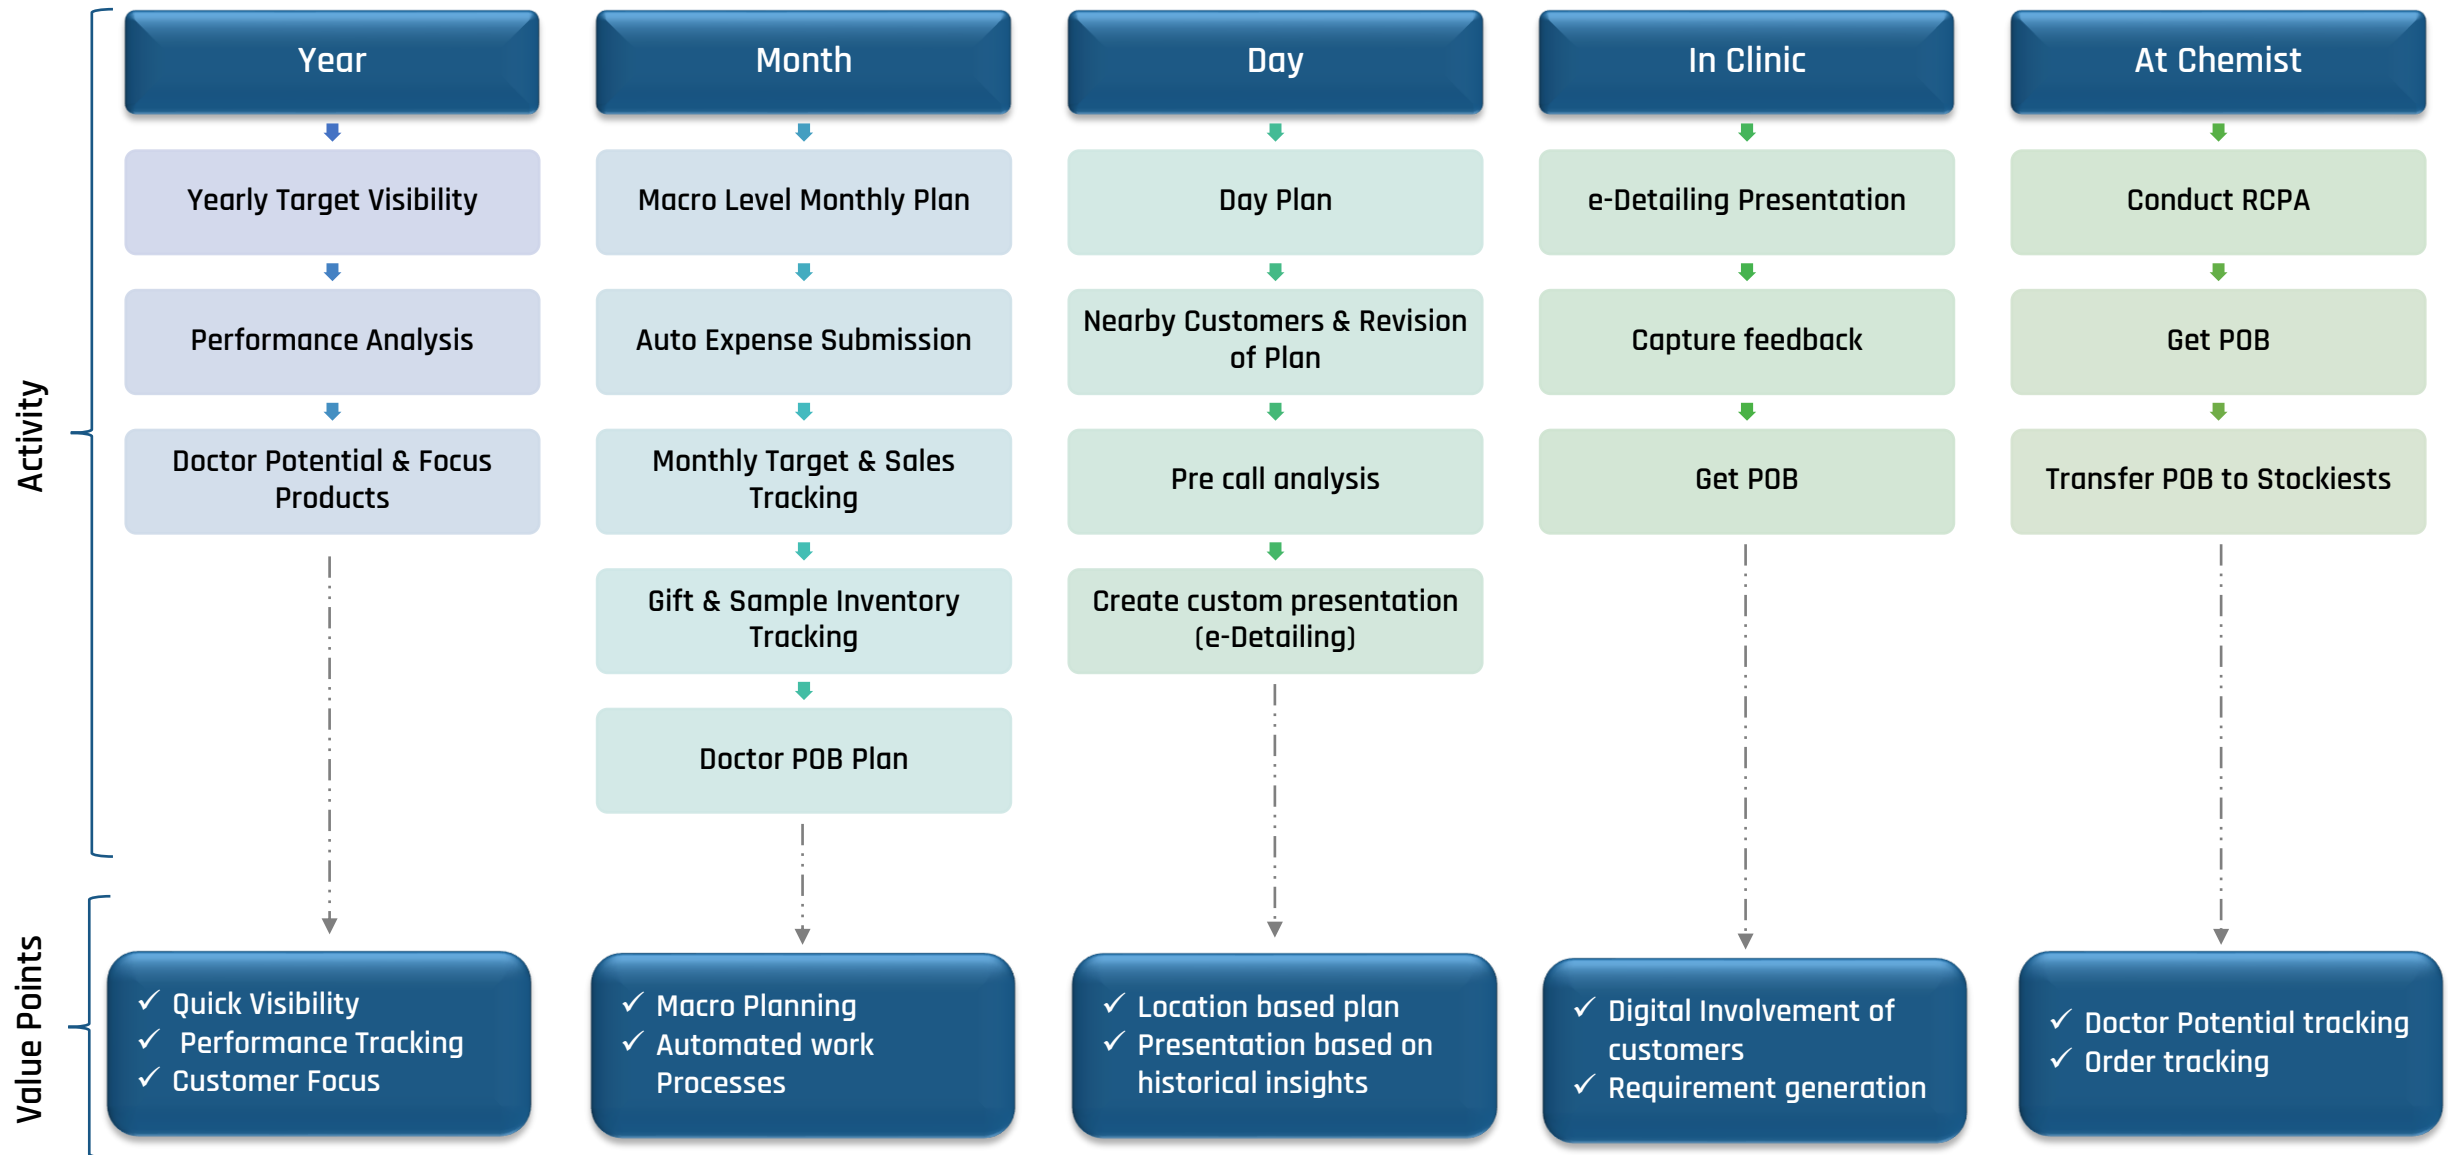 Activity
Value Points
Year
Yearly Target Visibility
Performance Analysis
Doctor Potential & Focus
Products
✓ Quick Visibility
✓ Performance Tracking
✓ Customer Focus
Month
Macro Level Monthly Plan
Auto Expense Submission
Monthly Target & Sales
Tracking
Gift & Sample Inventory
Tracking
Doctor POB Plan
✓ Macro Planning
✓ Automated work
Processes
Day
Day Plan
Nearby Customers & Revision
of Plan
Pre call analysis
Create custom presentation
(e-Detailing)
✓ Location based plan
✓ Presentation based on
historical insights
In Clinic
e-Detailing Presentation
Capture feedback
Get POB
✓ Digital Involvement of
customers
✓ Requirement generation
At Chemist
Conduct RCPA
Get POB
Transfer POB to Stockiests
✓ Doctor Potential tracking
✓ Order tracking